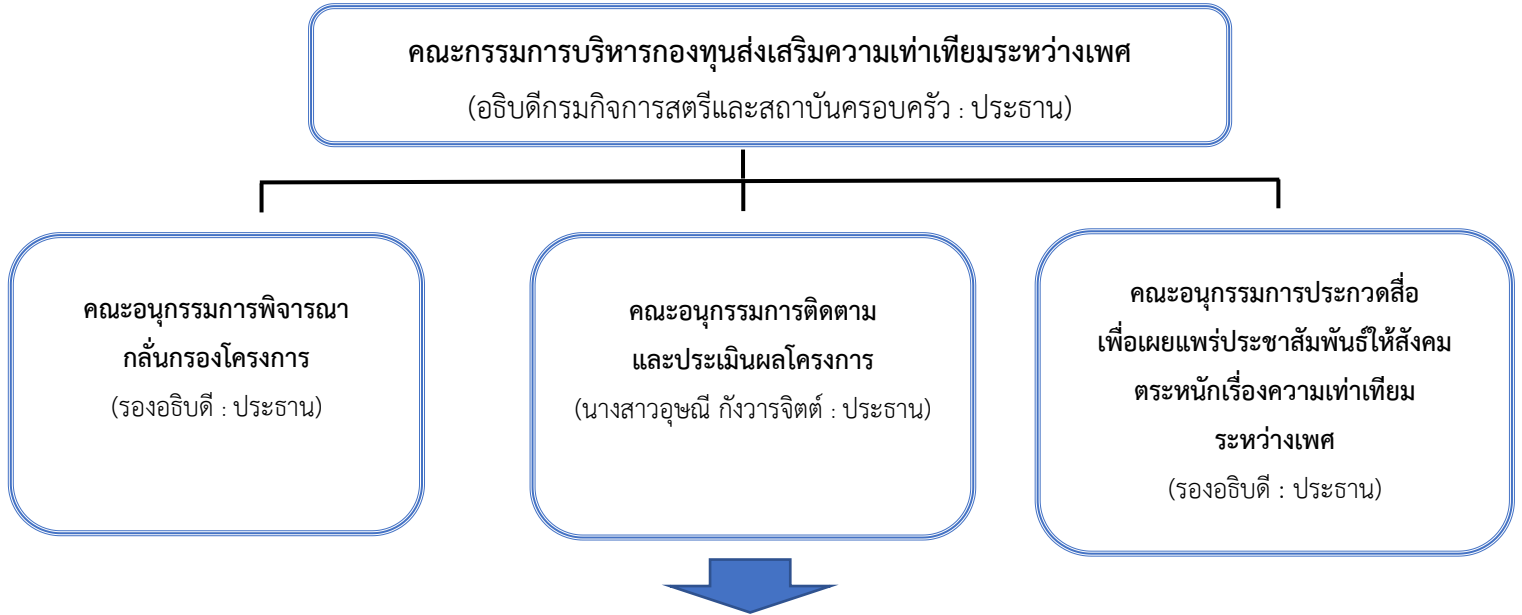 คณะกรรมการบริหารกองทุนส่งเสริมความเท่าเทียมระหว่างเพศ
(อธิบดีกรมกิจการสตรีและสถาบันครอบครัว : ประธาน)
คณะอนุกรรมการพิจารณา
กลั่นกรองโครงการ
(รองอธิบดี : ประธาน)
คณะอนุกรรมการติดตาม
และประเมินผลโครงการ
(นางสาวอุษณี กังวารจิตต์ : ประธาน)
คณะอนุกรรมการประกวดสื่อ
เพื่อเผยแพร่ประชาสัมพันธ์ให้สังคม
ตระหนักเรื่องความเท่าเทียม
ระหว่างเพศ
(รองอธิบดี : ประธาน)